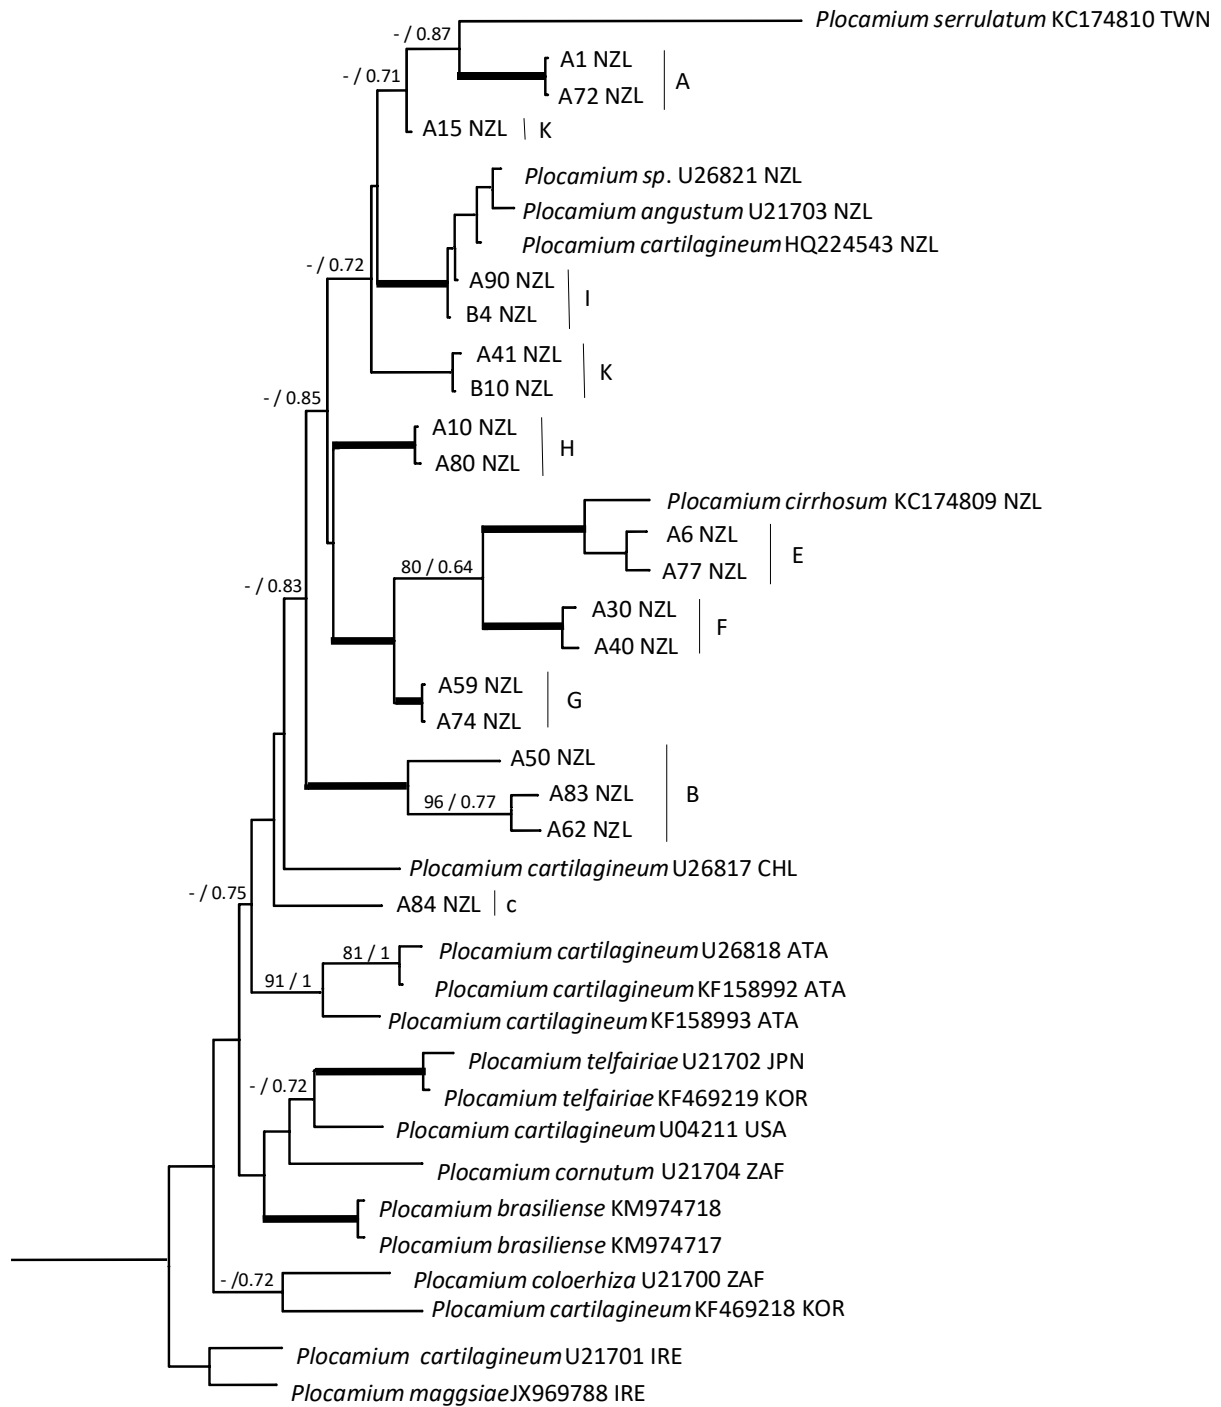 Plocamium serrulatum KC174810 TWN
- / 0.87
A1 NZL
- / 0.71
A
A72 NZL
A15 NZL K
Plocamium sp. U26821 NZL
Plocamium angustum U21703 NZL
Plocamium cartilagineum HQ224543 NZL
- / 0.72
A90 NZL
I
B4 NZL
A41 NZL
K
B10 NZL
- / 0.85
A10 NZL
H
A80 NZL
Plocamium cirrhosum KC174809 NZL
A6 NZL
E
80 / 0.64
A77 NZL
- / 0.83
A30 NZL
F
A40 NZL
A59 NZL
G
A74 NZL
A50 NZL
A83 NZL
B
96 / 0.77
A62 NZL
Plocamium cartilagineum U26817 CHL
- / 0.75
A84 NZL c
Plocamium cartilagineum U26818 ATA
81 / 1
91 / 1
Plocamium cartilagineum KF158992 ATA
Plocamium cartilagineum KF158993 ATA
Plocamium telfairiae U21702 JPN
- / 0.72
Plocamium telfairiae KF469219 KOR
Plocamium cartilagineum U04211 USA
Plocamium cornutum U21704 ZAF
Plocamium brasiliense KM974718
Plocamium brasiliense KM974717
- /0.72
Plocamium coloerhiza U21700 ZAF
Plocamium cartilagineum KF469218 KOR
Plocamium cartilagineum U21701 IRE
Plocamium maggsiae JX969788 IRE